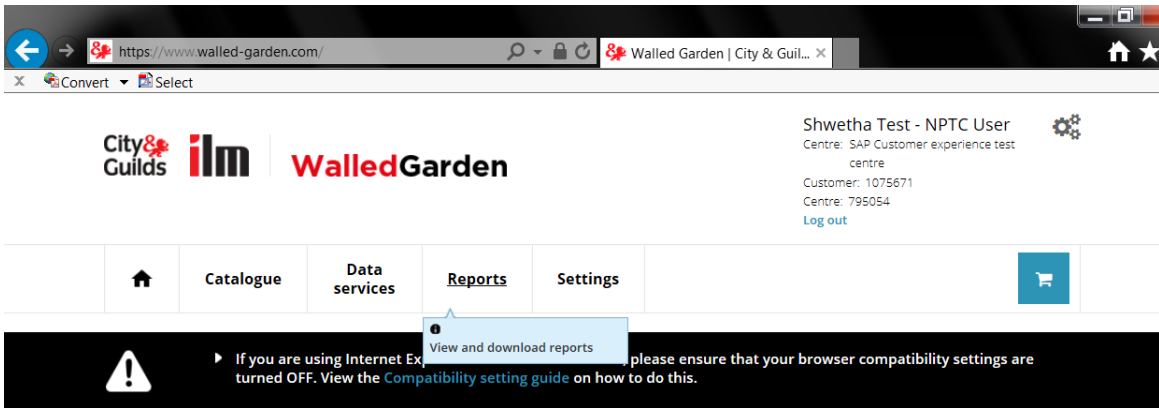 https://www.walled-garden.com/
Walled Garden | City & Guil...
x Convert Select
City&
Guilds
ilm
WalledGarden
Shwetha Test - NPTC User
Centre: SAP Customer experience test
centre
Customer: 1075671
Centre: 795054
Log out
Catalogue
Data
services
Reports
Settings
View and download reports
If you are using Internet Ex
please ensure that your browser compatibility settings are
turned OFF. View the Compatibility setting guide on how to do this.